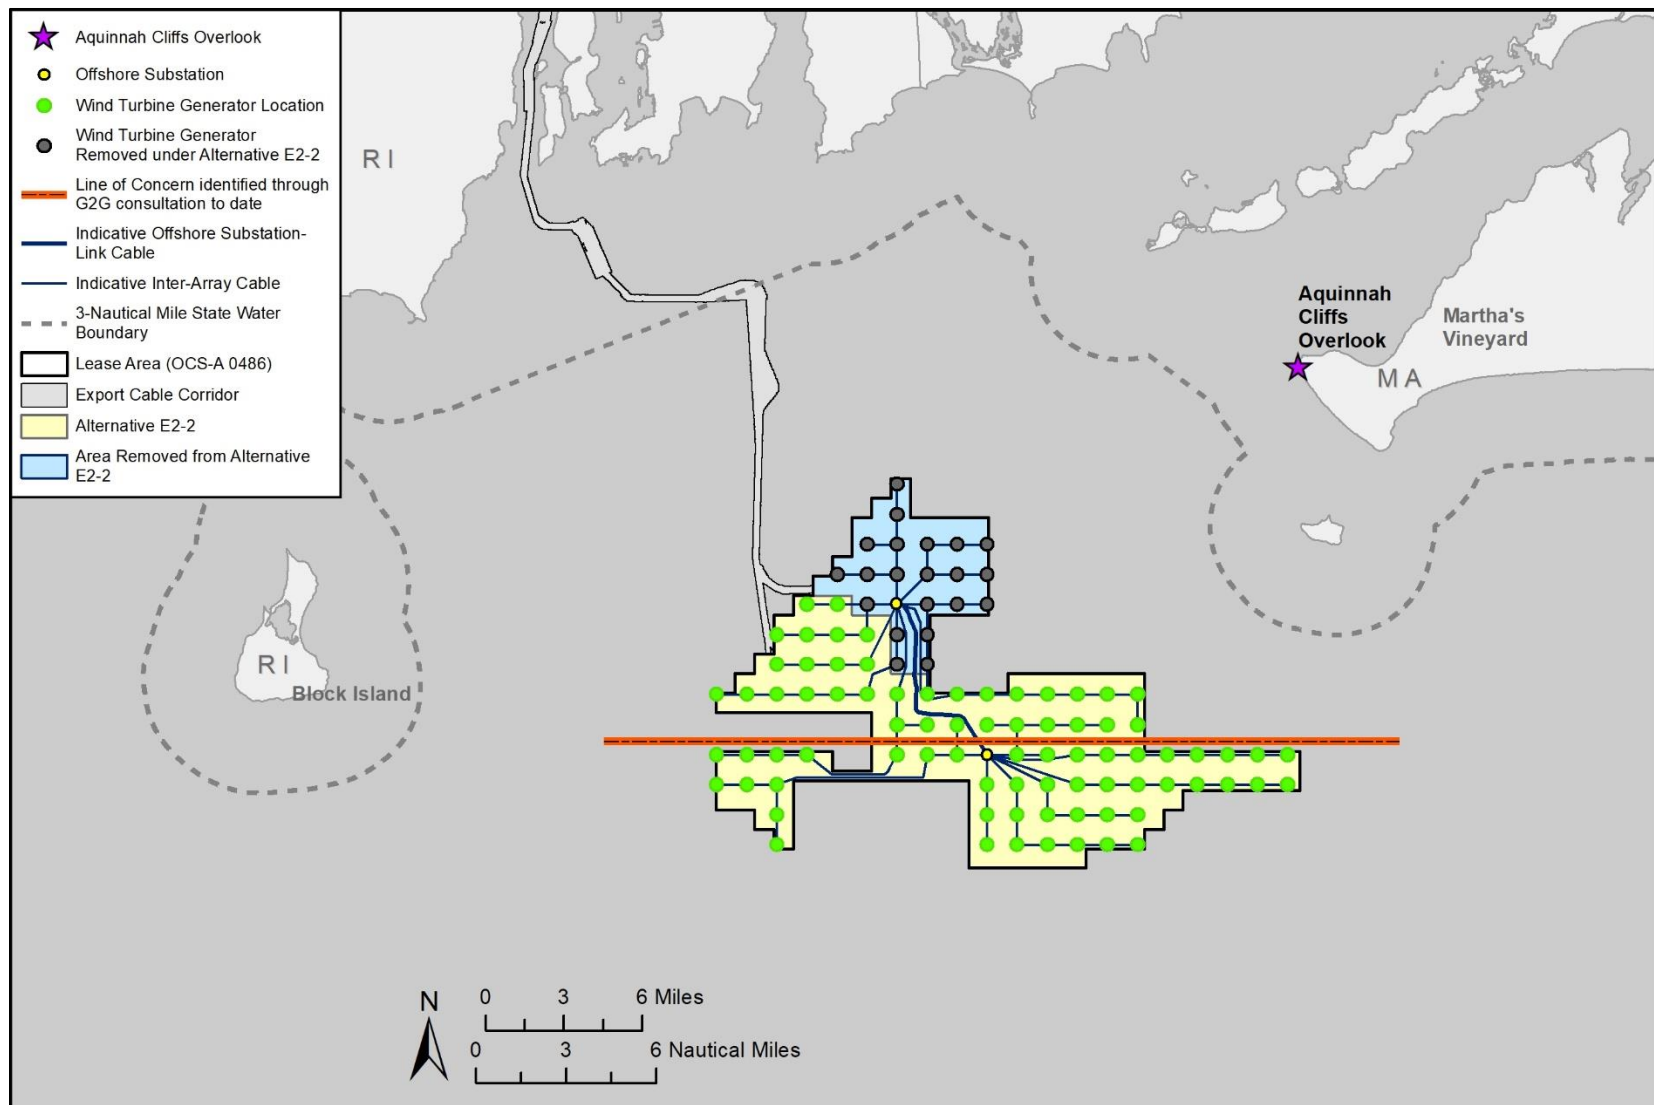 Aquinnah Cliffs Overlook
Offshore Substation
Wind Turbine Generator Location
Wind Turbine Generator
Removed under Alternative E2-2
Line of Concern identified through
G2G consultation to date
Indicative Offshore Substation-
Link Cable
Indicative Inter-Array Cable
3-Nautical Mile State Water
Boundary
Lease Area (OCS-A 0486)
Export Cable Corridor
Alternative E2-2
Area Removed from Alternative
E2-2
RI
Aquinnah
Cliffs
Overlook
Martha's
Vineyard
MA
RI
Block Island
N
0 3 6 Miles
0 3 6 Nautical Miles